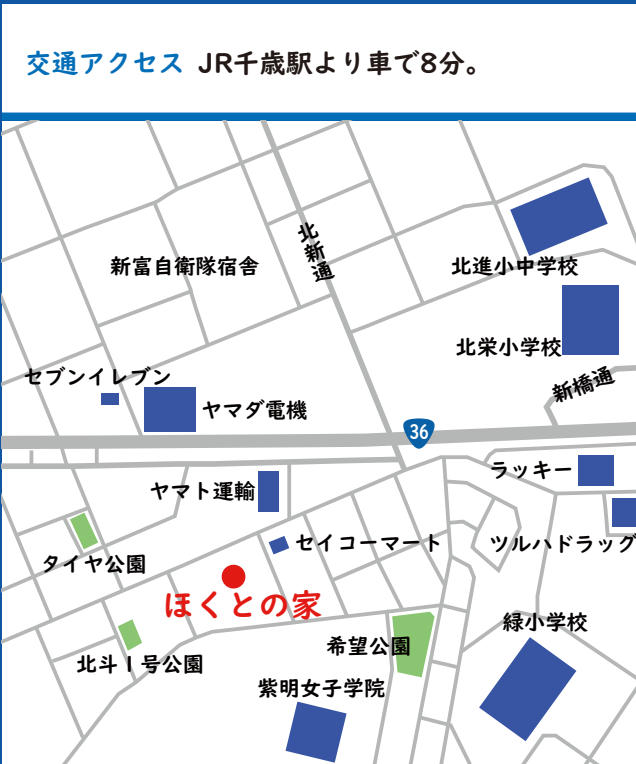 交通アクセス JR千歳駅より車で8分。
北新通
新富自衛隊宿舎
北進小中学校
北栄小学校
セブンイレブン
新橋通
ヤマダ電機
36
ラッキー
ヤマト運輸
セイコーマート
ツルハドラッグ
タイヤ公園
ほくとの家
緑小学校
希望公園
北斗1号公園
紫明女子学院